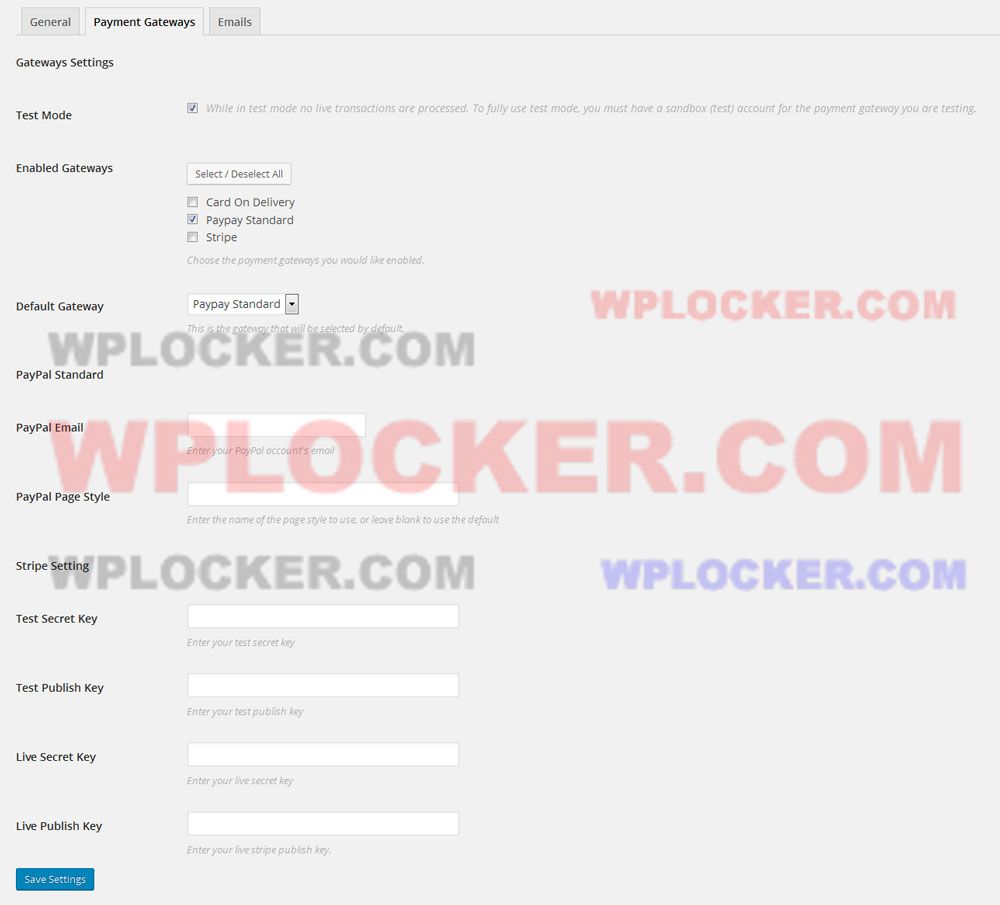 General
Payment Gateways
Emails
Gateways Settings
Test Mode
While in test mode no live transactions are processed. To fully use test mode, you must have a sandbox (test) account for the payment gateway you are testing.
Enabled Gateways
Select / Deselect All
Card On Delivery
Paypay Standard
Stripe
Choose the payment gateways you would like enabled.
Default Gateway
Paypay Standard
WPLOCKER.COM
This is the gateway that will be selected by default.
WPLOCKER.COM
PayPal Standard
PayPal Email
WPLOCKER.COM
Enter your PayPal account's email
PayPal Page Style
Enter the name of the page style to use, or leave blank to use the default
Stripe Setting
WPLOCKER.COM
WPLOCKER.COM
Test Secret Key
Enter your test secret key
Test Publish Key
Enter your test publish key
Live Secret Key
Enter your live secret key
Live Publish Key
Enter your live stripe publish key.
Save Settings